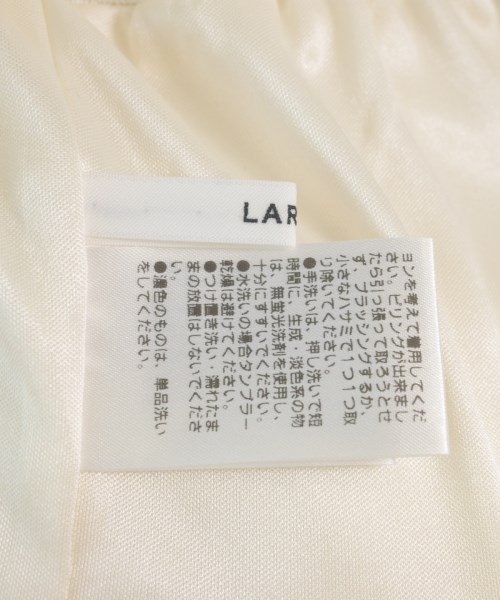 LAR
ョンを考えて着用してくだ
さい。ピリングが出来まし
たら引っ張って取ろうとせ
ず、ブラッシングするか、
小さなハサミで1つ1つ取
り除いてください。
●手洗いは、押し洗いで短
時間に、生成・淡色系の物
は、無蛍光洗剤を使用し、
十分にすすいでください。
●水洗いの場合タンブラー
乾燥は避けてください。
●つけ置き洗い・濡れたま
まの放置はしないでくださ
い。
●濃色のものは、単品洗い
をしてください。